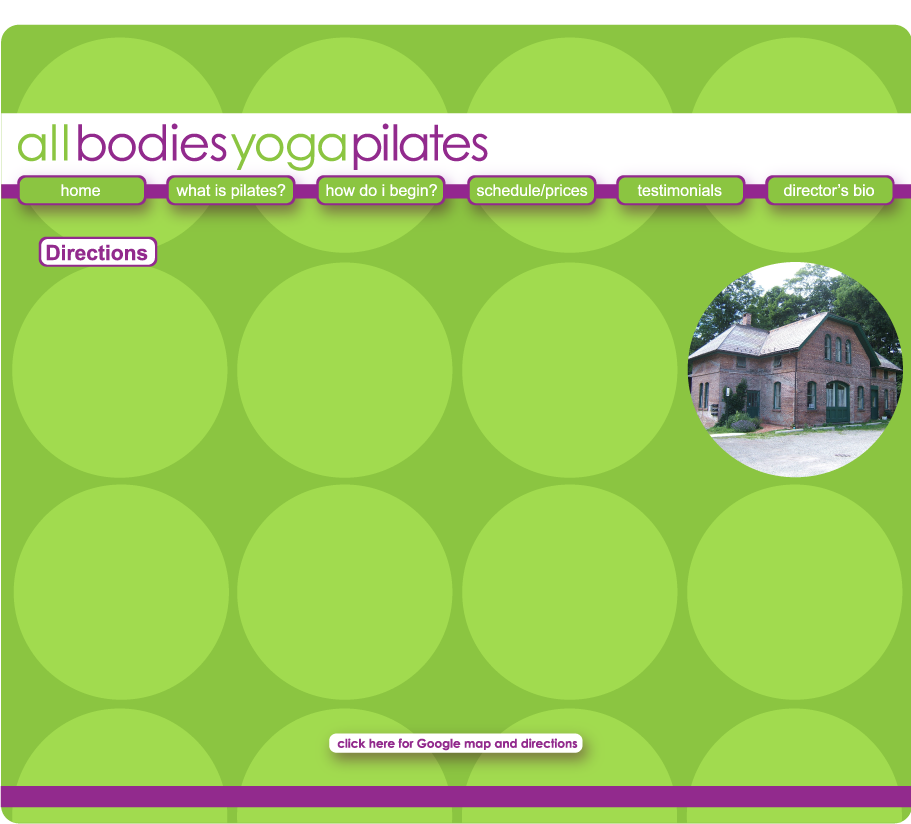 allbodiesyogapilates
home what is pilates? how do i begin? schedule/prices testimonials director's bio
Directions
click here for Google map and directions